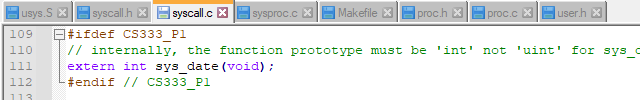 usys.S syscall.h syscall.c sysproc.c Makefile proc.h proc.c user.h
109 #ifdef CS333_P1
110 // internally, the function prototype must be 'int' not 'uint' for
111 extern int sys_date(void);
112 #endif // CS333_P1